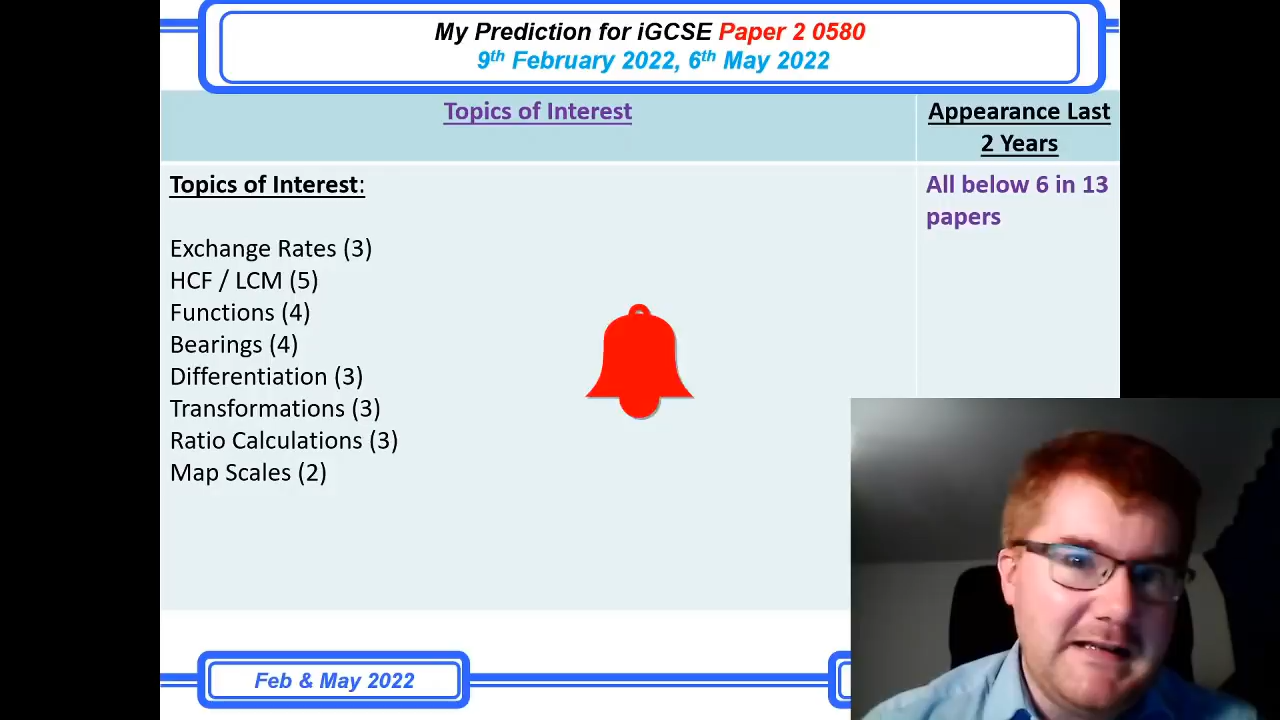 My Prediction for iGCSE Paper 2 0580
9th February 2022, 6th May 2022
Topics of Interest
Appearance Last
2 Years
Topics of Interest:
All below 6 in 13
papers
Exchange Rates (3)
HCF / LCM (5)
Functions (4)
Bearings (4)
Differentiation (3)
Transformations (3)
Ratio Calculations (3)
Map Scales (2)
Feb & May 2022